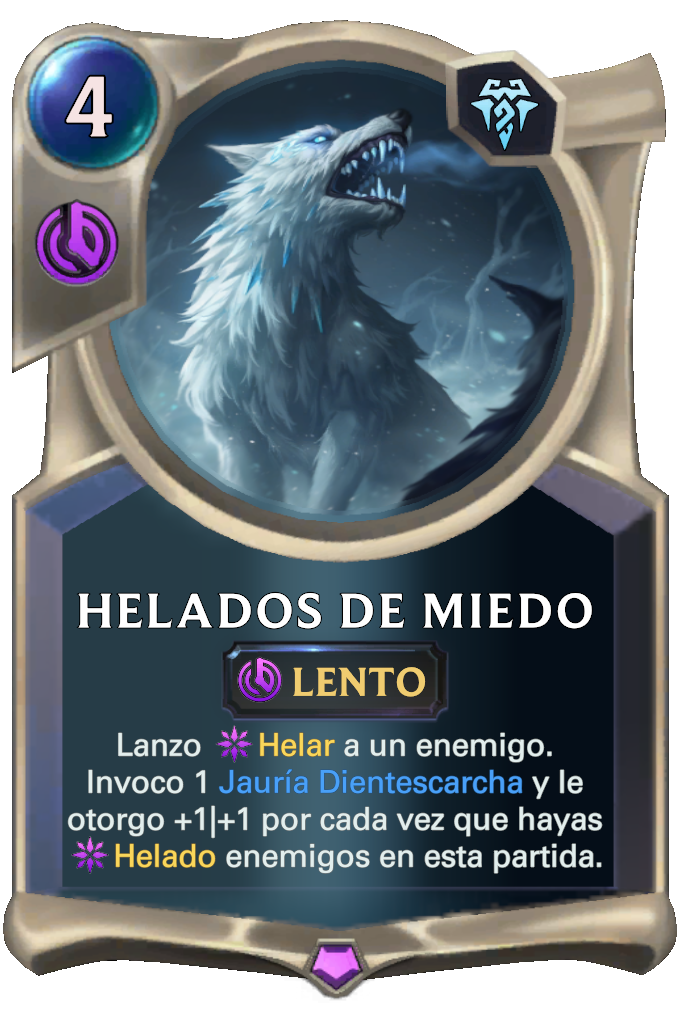 4
HELADOS DE MIEDO
LENTO
Lanzo Helar a un enemigo.
Invoco 1 Jauría Dientescarcha y le
otorgo +1|+1 por cada vez que hayas
Helado enemigos en esta partida.